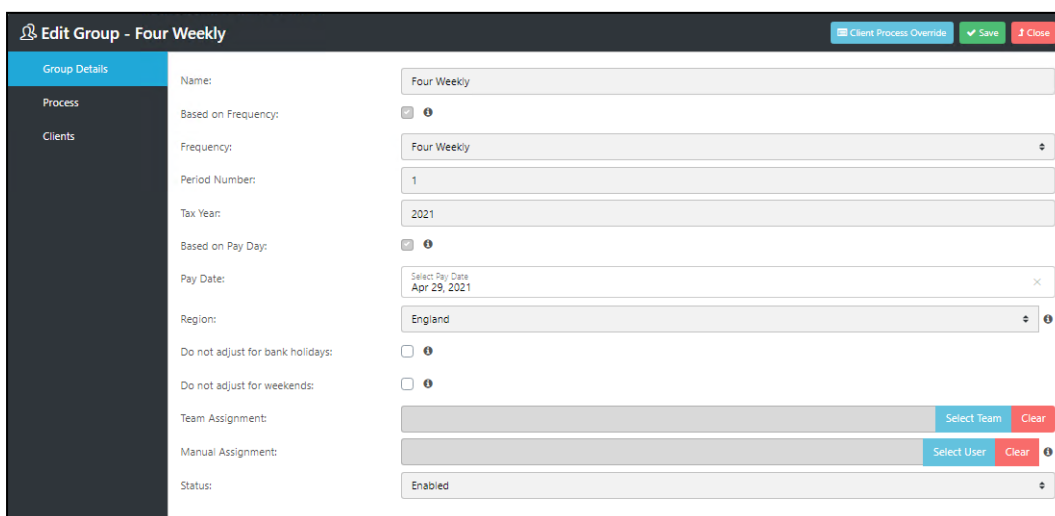 Edit Group - Four Weekly
Client Process Override
Save
Close
Group Details
Process
Clients
Name:
Four Weekly
Based on Frequency:
Frequency:
Four Weekly
Period Number:
1
Tax Year:
2021
Based on Pay Day:
Pay Date:
Select Pay Date
Apr 29, 2021
Region:
England
Do not adjust for bank holidays:
Do not adjust for weekends:
Team Assignment:
Select Team
Clear
Manual Assignment:
Select User
Clear
Status:
Enabled